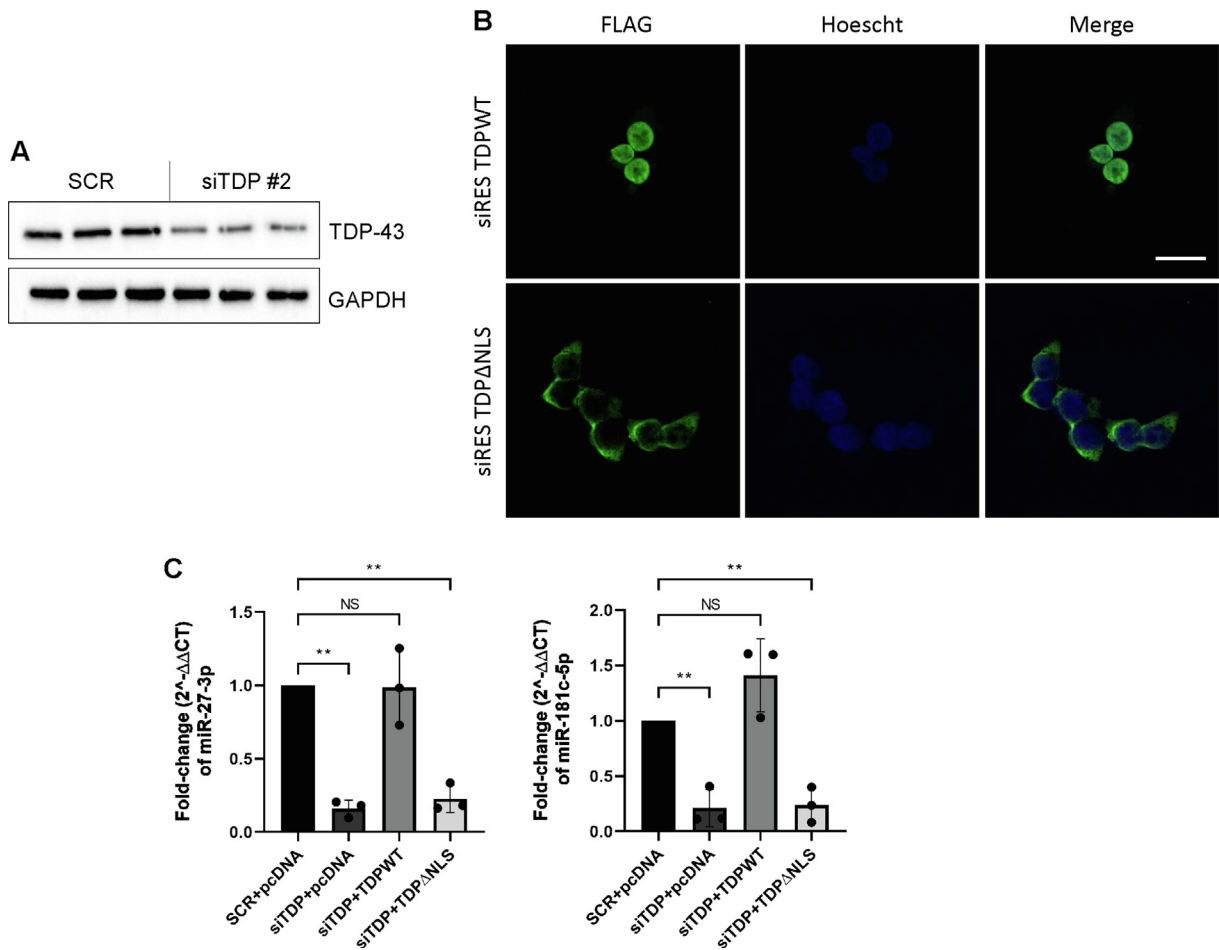 A
SCR
siTDP #2
TDP-43
GAPDH
B
FLAG
Hoescht
Merge
siRES TDPWT
siRES TDPΔNLS
C
**
NS
**
1.5
1.0
0.5
0.0
Fold-change (2^-ΔΔCT)
of miR-27-3p
SCR+pcDNA
siTDP+pcDNA
siTDP+TDPWT
siTDP+TDPΔNLS
**
NS
**
2.0
1.5
1.0
0.5
0.0
Fold-change (2^-ΔΔCT)
of miR-181c-5p
SCR+pcDNA
siTDP+pcDNA
siTDP+TDPWT
siTDP+TDPΔNLS